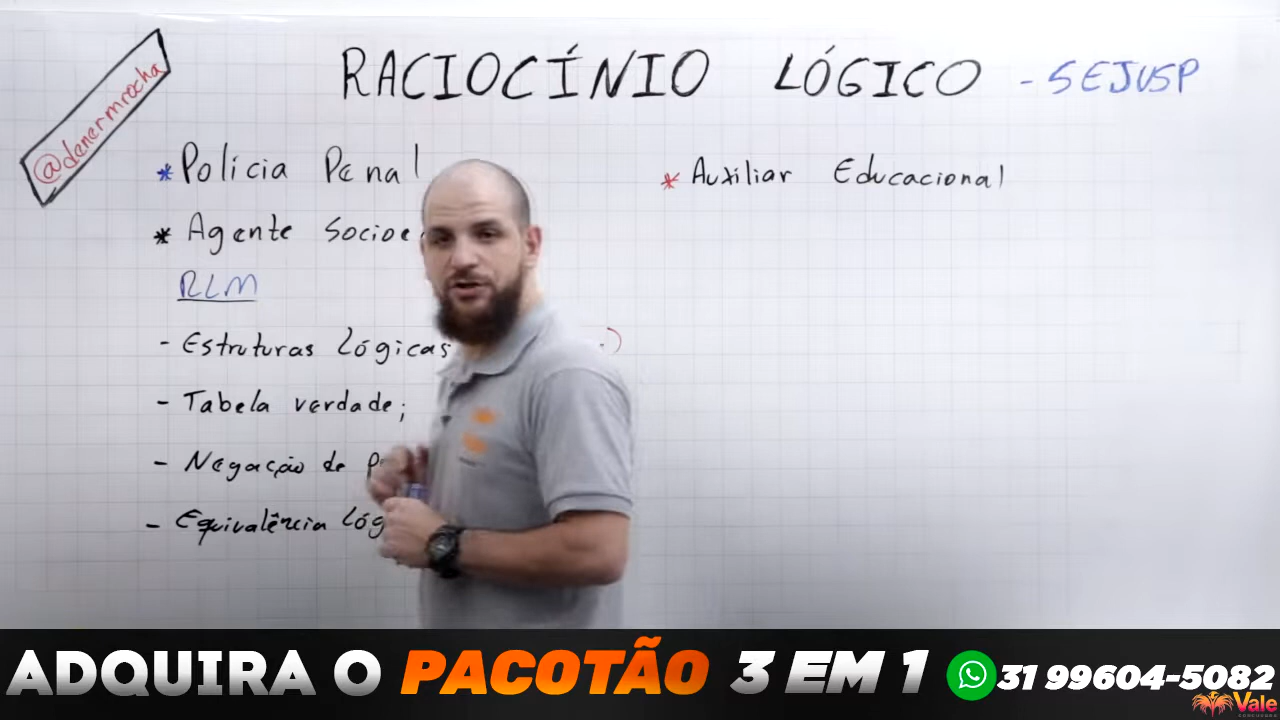 @danermrocha
RACIOCÍNIO LÓGICO - SEJUSP
* Polícia Penal
* Auxiliar Educacional
* Agente
RLM
- Estruturas Lógicas
- Tabela verdade;
- Negação de
- Equivalência
ADQUIRA O PACOTÃO 3 EM 1 31 99604-5082
Vale
CONCURSOS